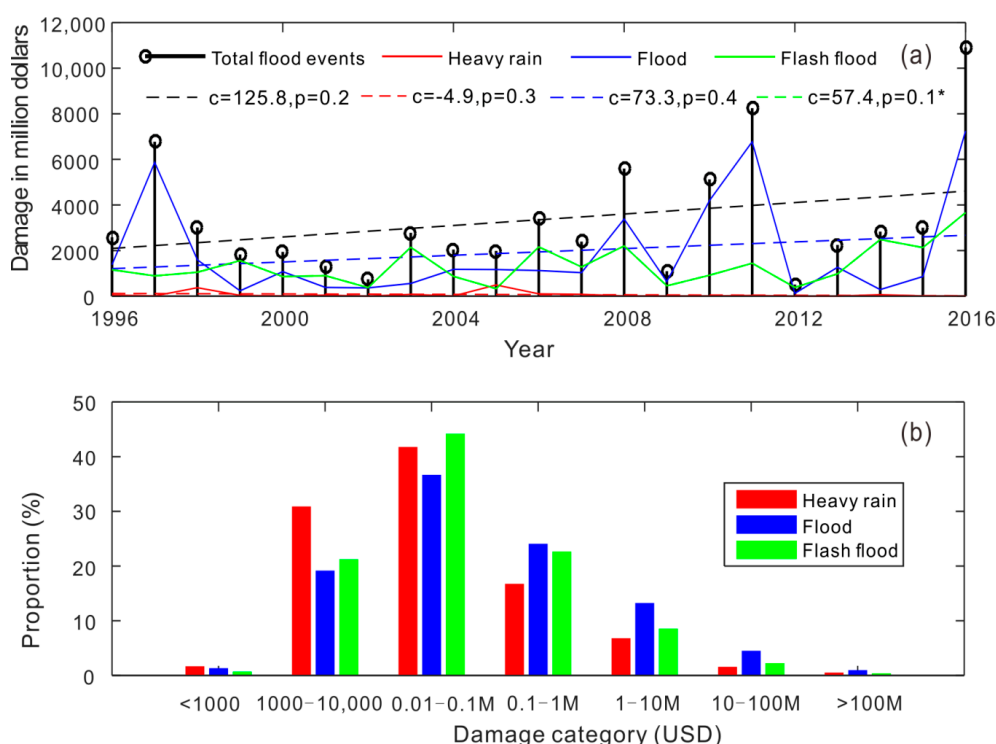 12,000
10,000
8000
6000
4000
2000
0
Damage in million dollars
(a)
Total flood events Heavy rain Flood Flash flood
c=125.8,p=0.2 c=-4.9,p=0.3 c=73.3,p=0.4 c=57.4,p=0.1*
1996 2000 2004 2008 2012 2016
Year
50
40
30
20
10
0
Proportion (%)
(b)
Heavy rain
Flood
Flash flood
<1000 1000−10,000 0.01−0.1M 0.1−1M 1−10M 10−100M >100M
Damage category (USD)